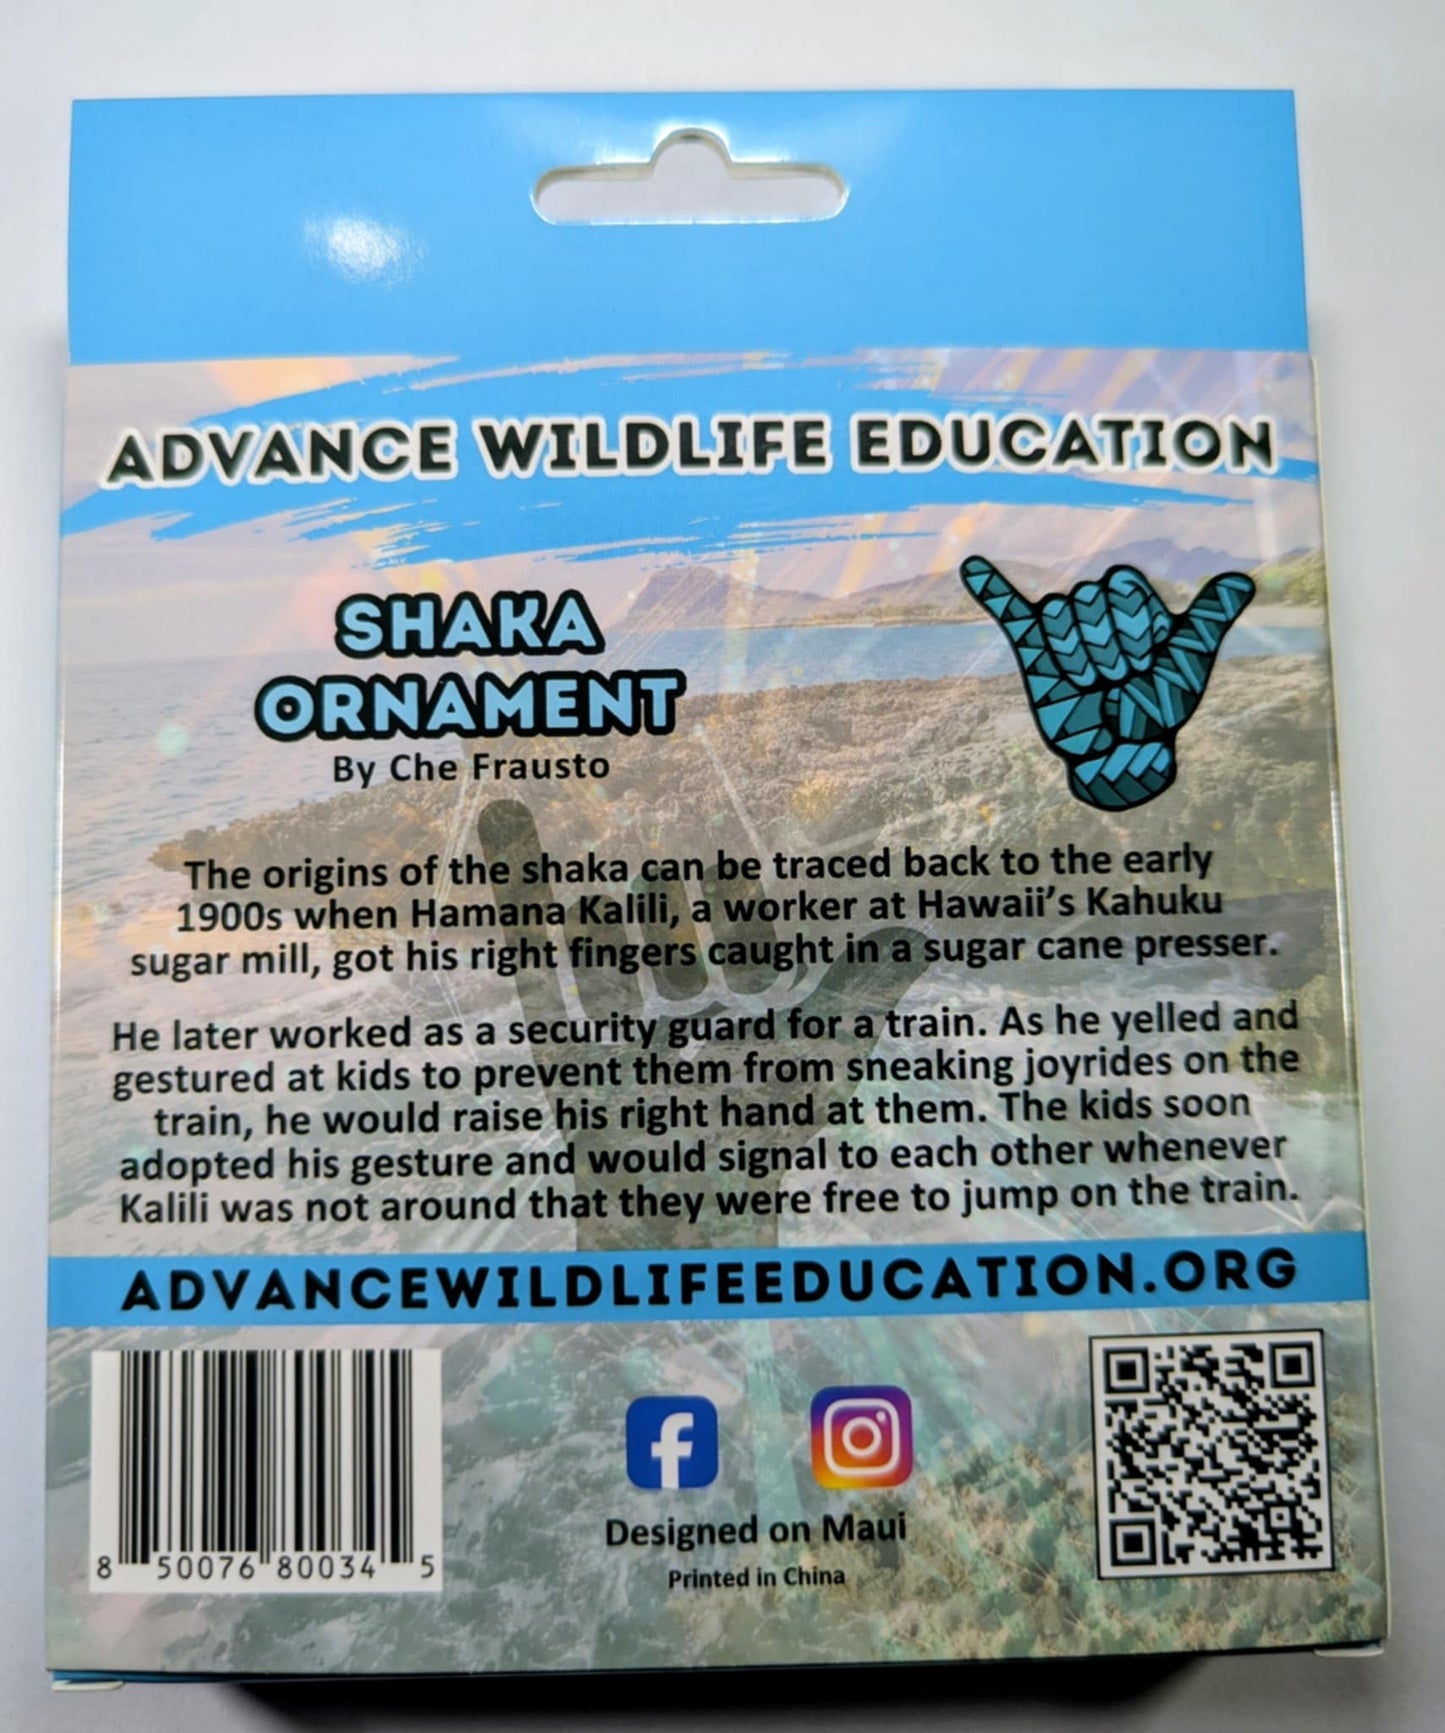 ADVANCE WILDLIFE EDUCATION
SHAKA
ORNAMENT
By Che Frausto
The origins of the shaka can be traced back to the early
1900s when Hamana Kalili, a worker at Hawaii's Kahuku
sugar mill, got his right fingers caught in a sugar cane presser.
He later worked as a security guard for a train. As he yelled and
gestured at kids to prevent them from sneaking joyrides on the
train, he would raise his right hand at them. The kids soon
adopted his gesture and would signal to each other whenever
Kalili was not around that they were free to jump on the train.
ADVANCEWILDLIFEEDUCATION.ORG
8 50076 80034 5
Designed on Maui
Printed in China